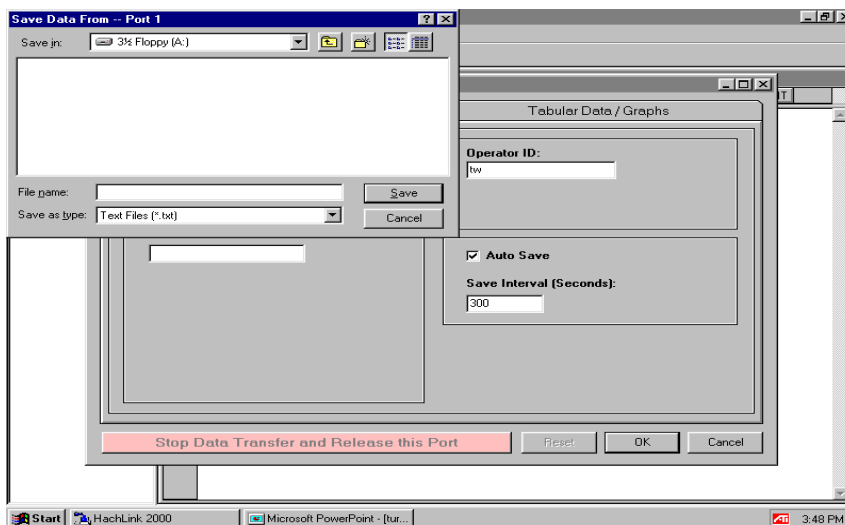 Save Data From -- Port 1
Save in:
3½ Floppy (A:)
File name:
Save
Save as type:
Text Files (*.txt)
Cancel
Tabular Data / Graphs
Operator ID:
tw
Auto Save
Save Interval (Seconds):
300
Stop Data Transfer and Release this Port
Reset
OK
Cancel
Start
HachLink 2000
Microsoft PowerPoint - [tur...
ATI
3:48 PM